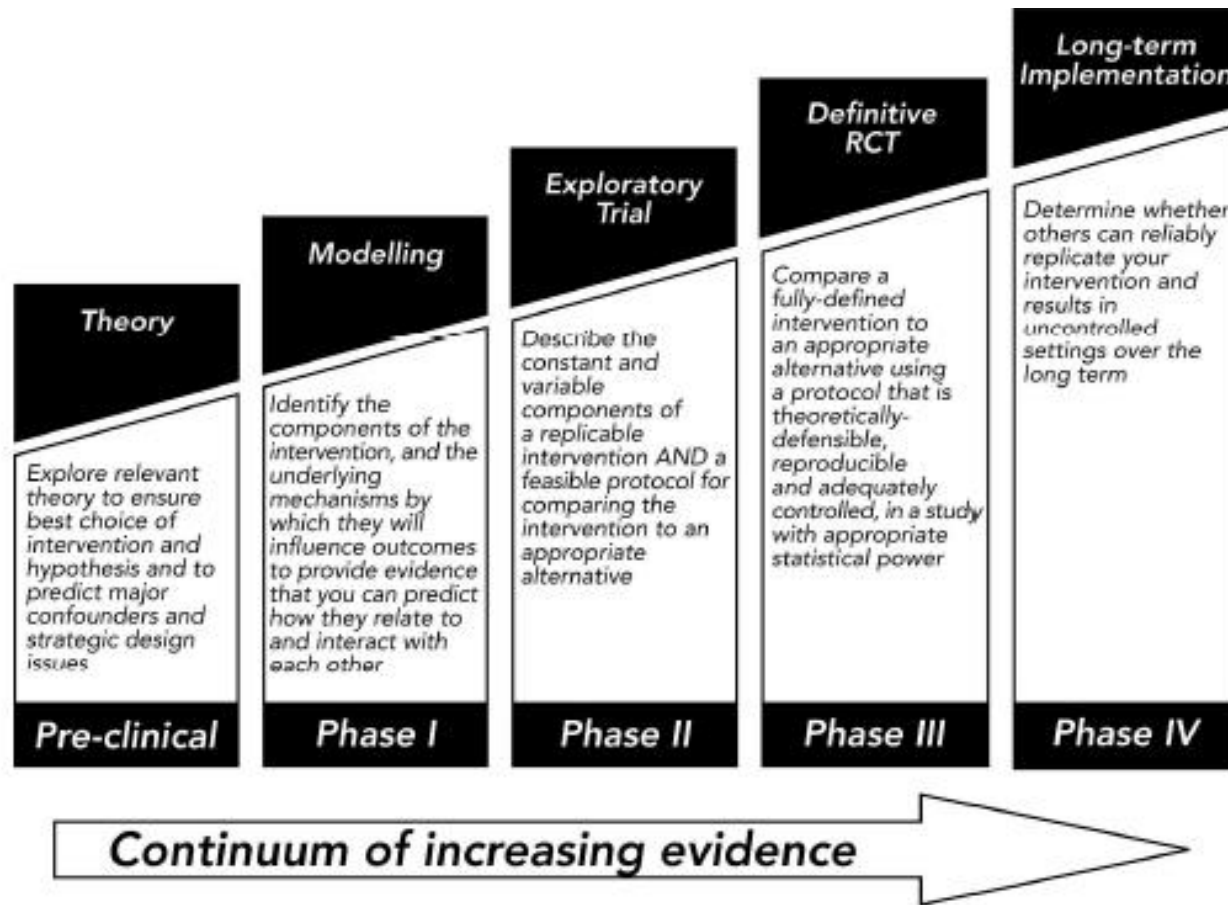 Theory
Explore relevant
theory to ensure
best choice of
intervention and
hypothesis and to
predict major
confounders and
strategic design
issues
Pre-clinical
Modelling
Identify the
components of the
intervention, and the
underlying
mechanisms by
which they will
influence outcomes
to provide evidence
that you can predict
how they relate to
and interact with
each other
Phase I
Exploratory
Trial
Describe the
constant and
variable
components of
a replicable
intervention AND a
feasible protocol for
comparing the
intervention to an
appropriate
alternative
Phase II
Definitive
RCT
Compare a
fully-defined
intervention to
an appropriate
alternative using
a protocol that is
theoretically-
defensible,
reproducible
and adequately
controlled, in a study
with appropriate
statistical power
Phase III
Long-term
Implementation
Determine whether
others can reliably
replicate your
intervention and
results in
uncontrolled
settings over the
long term
Phase IV
Continuum of increasing evidence